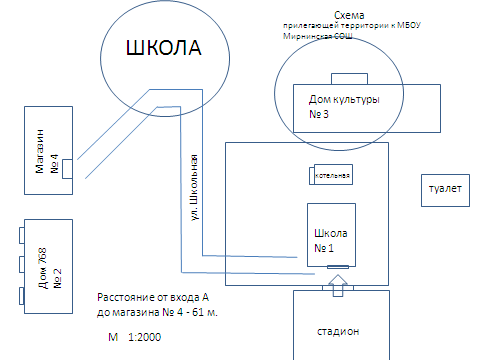 Схема
прилегающей территории к МБОУ
Мирнинская СОШ
ШКОЛА
Дом культуры
№ 3
Магазин
№ 4
котельная
туалет
ул. Школьная
Школа
№ 1
Дом 768
№ 2
Расстояние от входа А
до магазина № 4 - 61 м.
М 1:2000
стадион